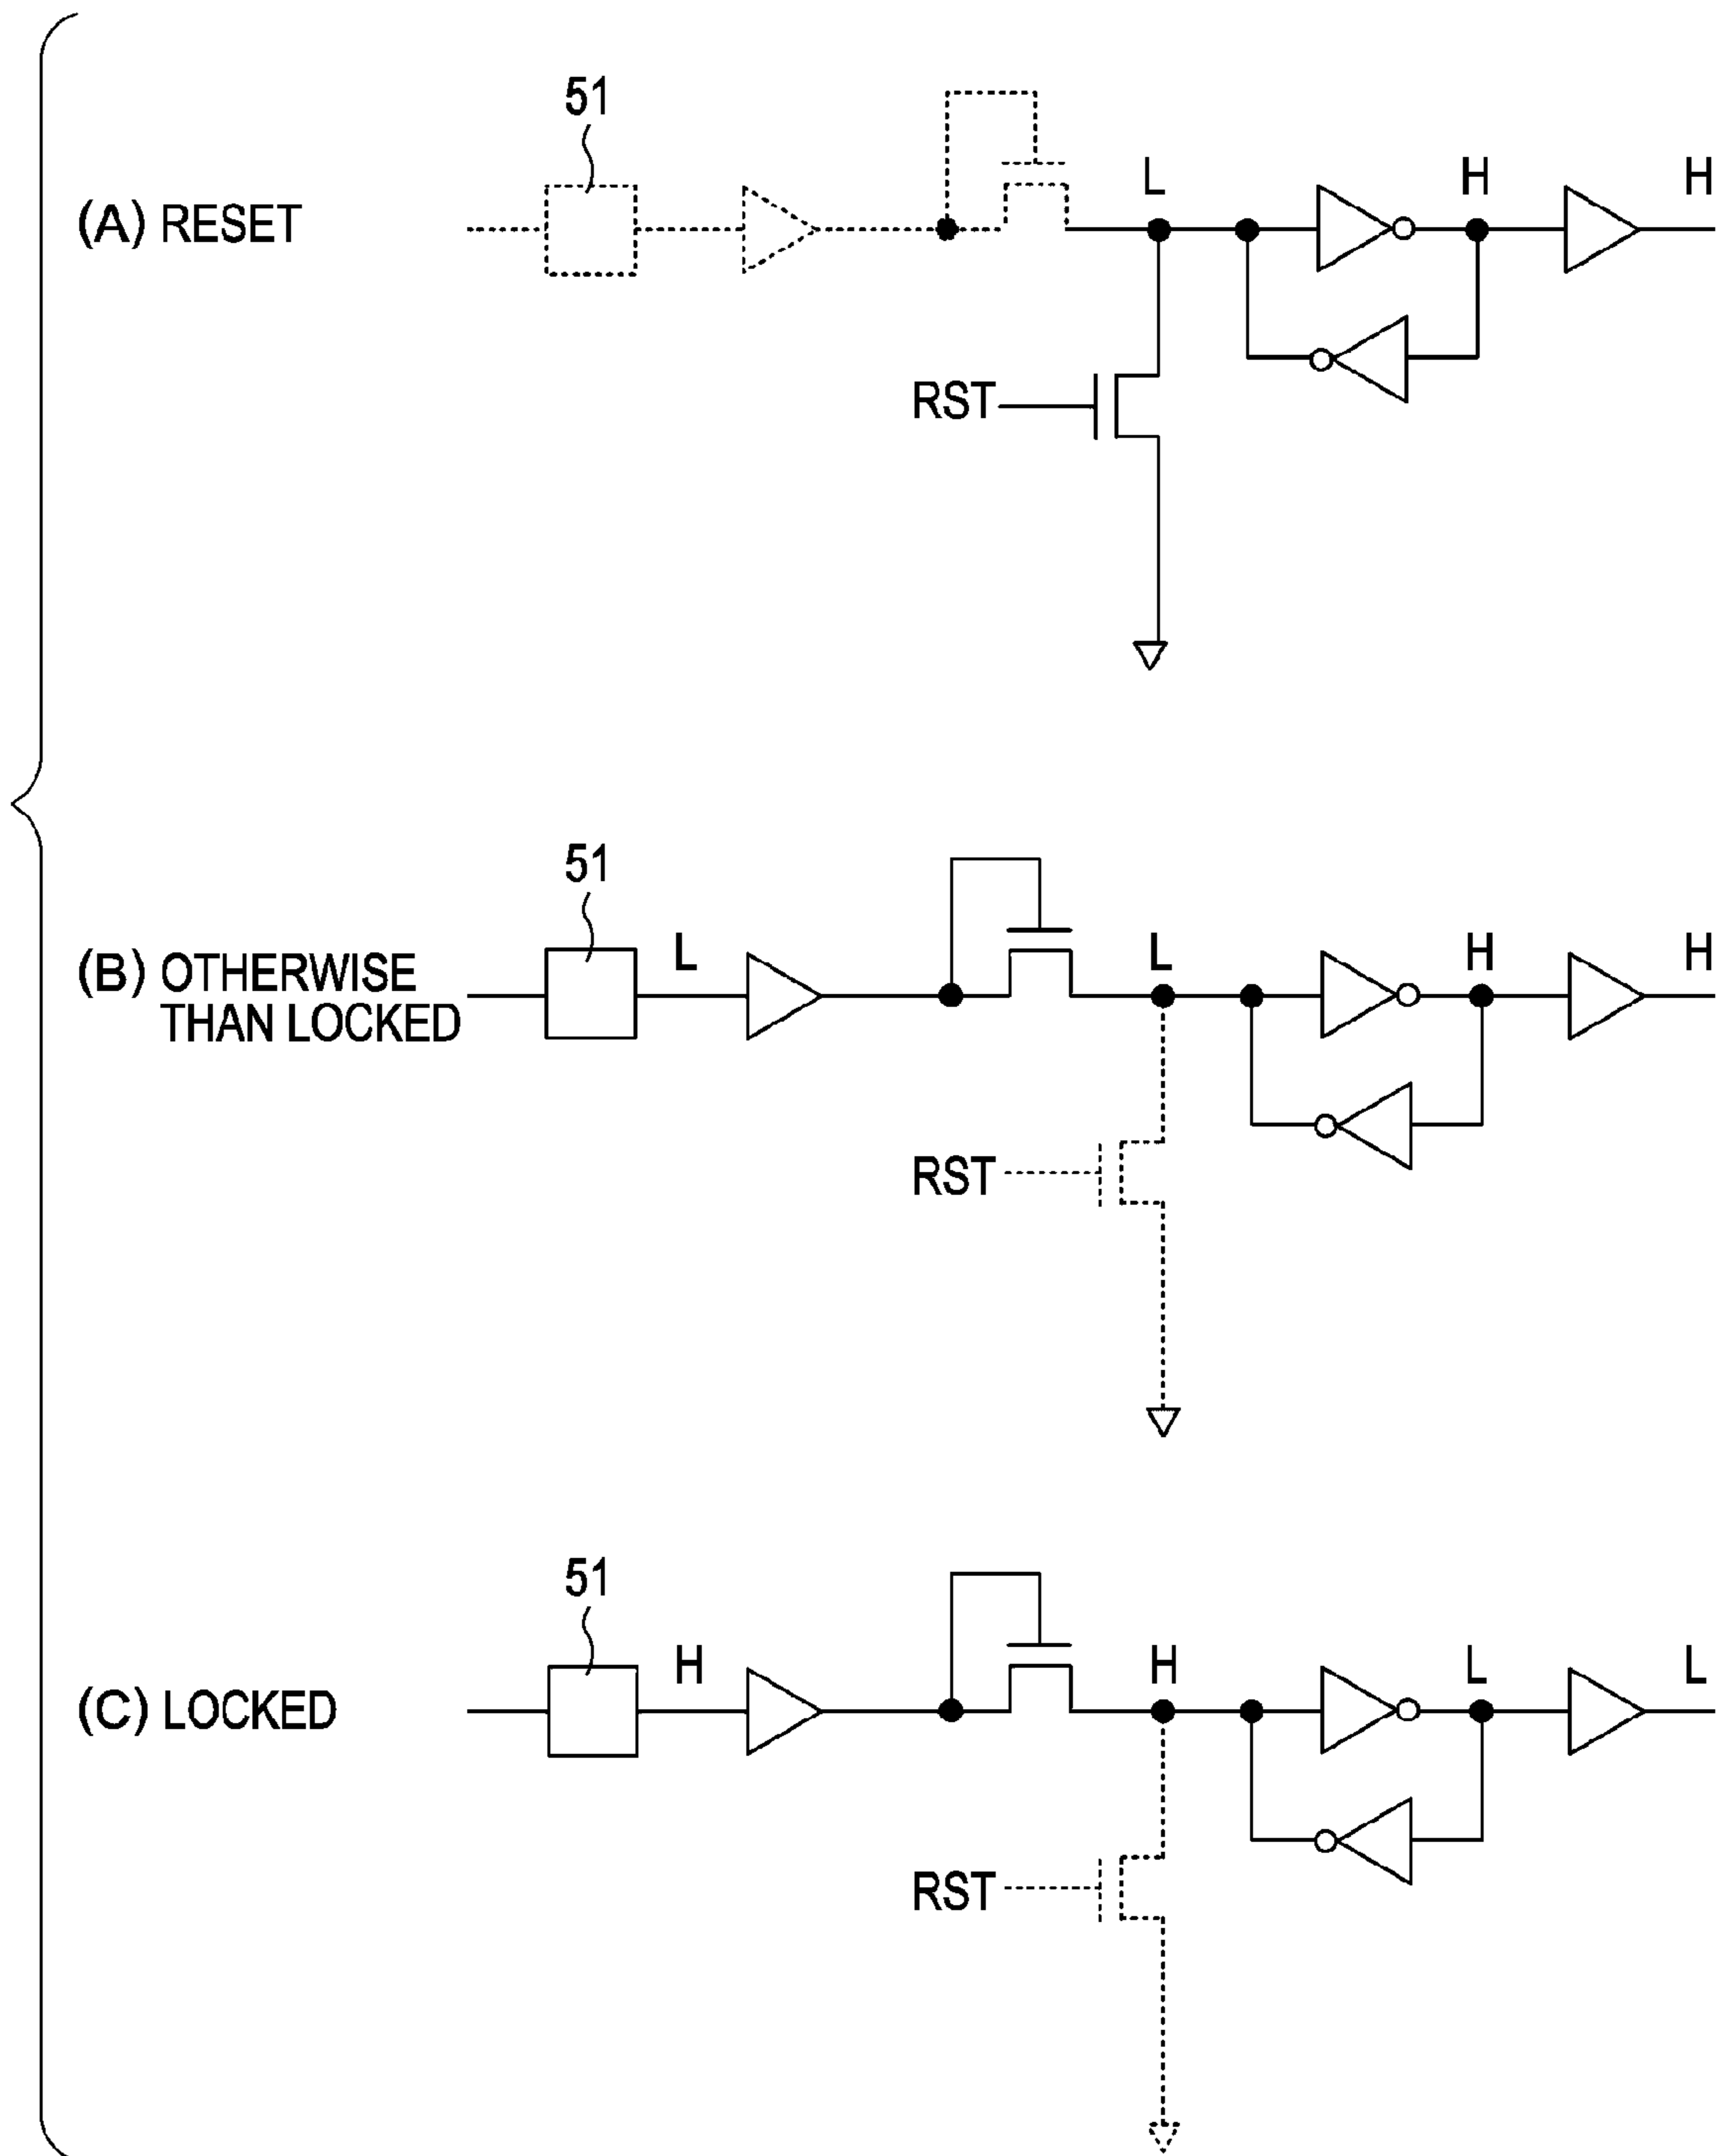 51
(A) RESET
L
H
H
RST
51
(B) OTHERWISE
THAN LOCKED
L
L
H
H
RST
51
(C) LOCKED
H
H
L
L
RST